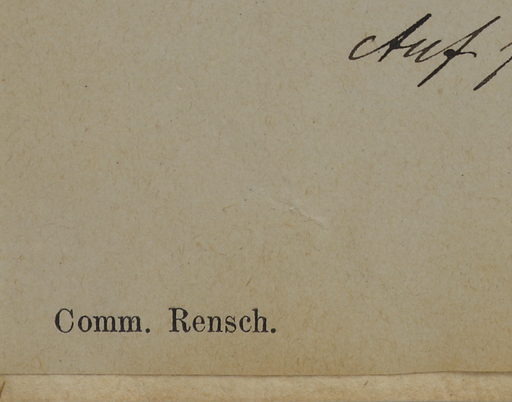 Auf
Comm. Rensch.